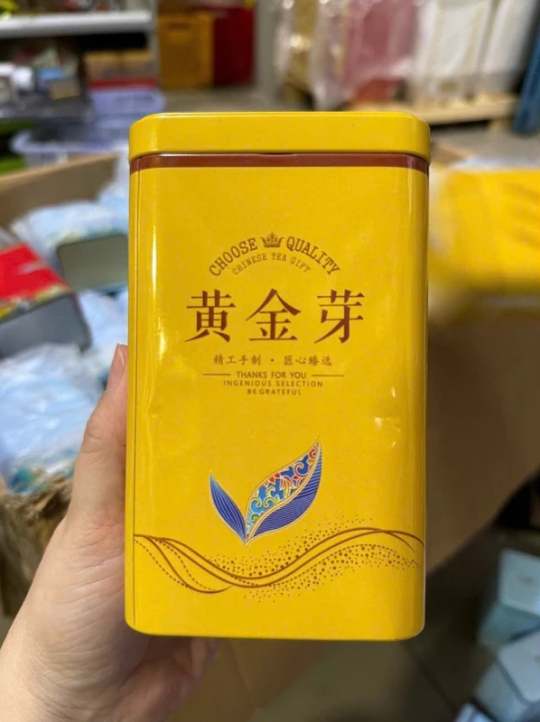 CHOOSE QUALITY
CHINESE TEA GIFT
黄金芽
精工手制·匠心臻选
THANKS FOR YOU
INGENIOUS SELECTION
BE GRATEFUL